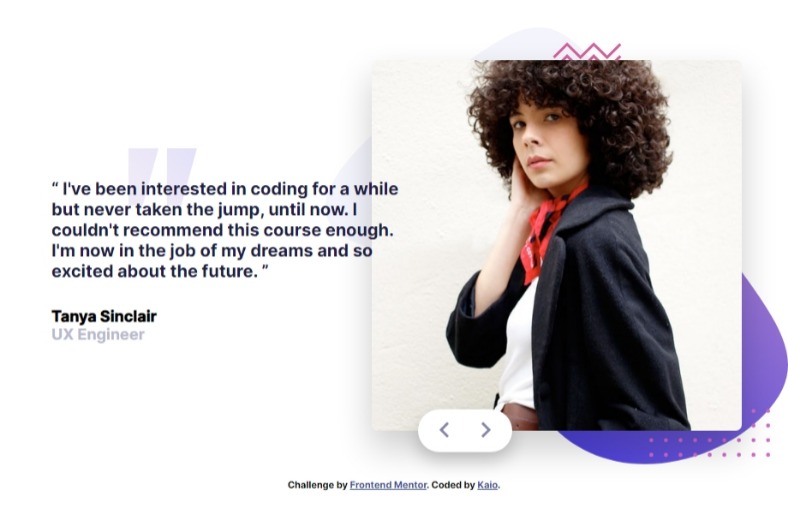 “ I've been interested in coding for a while
but never taken the jump, until now. I
couldn't recommend this course enough.
I'm now in the job of my dreams and so
excited about the future. ”
Tanya Sinclair
UX Engineer
Challenge by Frontend Mentor. Coded by Kaio.